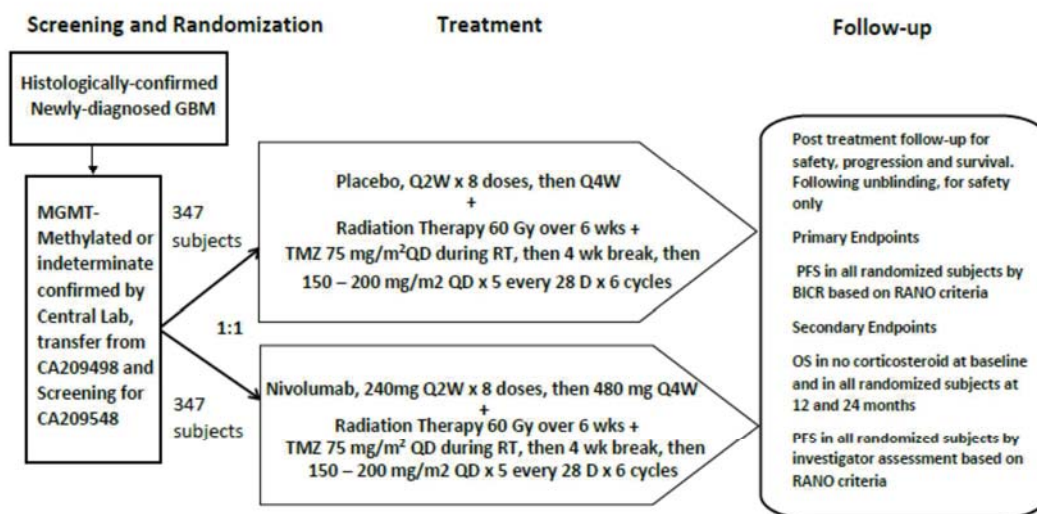 Screening and Randomization
Treatment
Follow-up
Histologically-confirmed
Newly-diagnosed GBM
MGMT-
Methylated or
indeterminate
confirmed by
Central Lab,
transfer from
CA209498 and
Screening for
CA209548
347
subjects
1:1
347
subjects
Placebo, Q2W x 8 doses, then Q4W
+
Radiation Therapy 60 Gy over 6 wks +
TMZ 75 mg/m²QD during RT, then 4 wk break, then
150 – 200 mg/m2 QD x 5 every 28 D x 6 cycles
Nivolumab, 240mg Q2W x 8 doses, then 480 mg Q4W
+
Radiation Therapy 60 Gy over 6 wks +
TMZ 75 mg/m² QD during RT, then 4 wk break, then
150 – 200 mg/m2 QD x 5 every 28 D x 6 cycles
Post treatment follow-up for
safety, progression and survival.
Following unblinding, for safety
only
Primary Endpoints
PFS in all randomized subjects by
BICR based on RANO criteria
Secondary Endpoints
OS in no corticosteroid at baseline
and in all randomized subjects at
12 and 24 months
PFS in all randomized subjects by
investigator assessment based on
RANO criteria